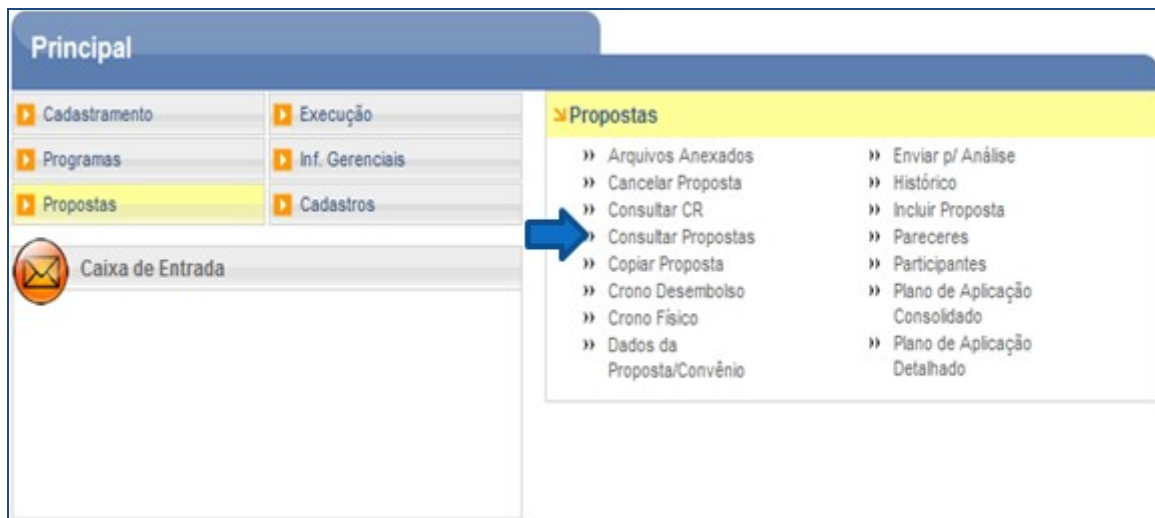 Principal
Cadastramento
Execução
Programas
Inf. Gerenciais
Propostas
Cadastros
Caixa de Entrada
Propostas
Arquivos Anexados
Cancelar Proposta
Consultar CR
Consultar Propostas
Copiar Proposta
Crono Desembolso
Crono Físico
Dados da
Proposta/Convênio
Enviar p/ Análise
Histórico
Incluir Proposta
Pareceres
Participantes
Plano de Aplicação
Consolidado
Plano de Aplicação
Detalhado